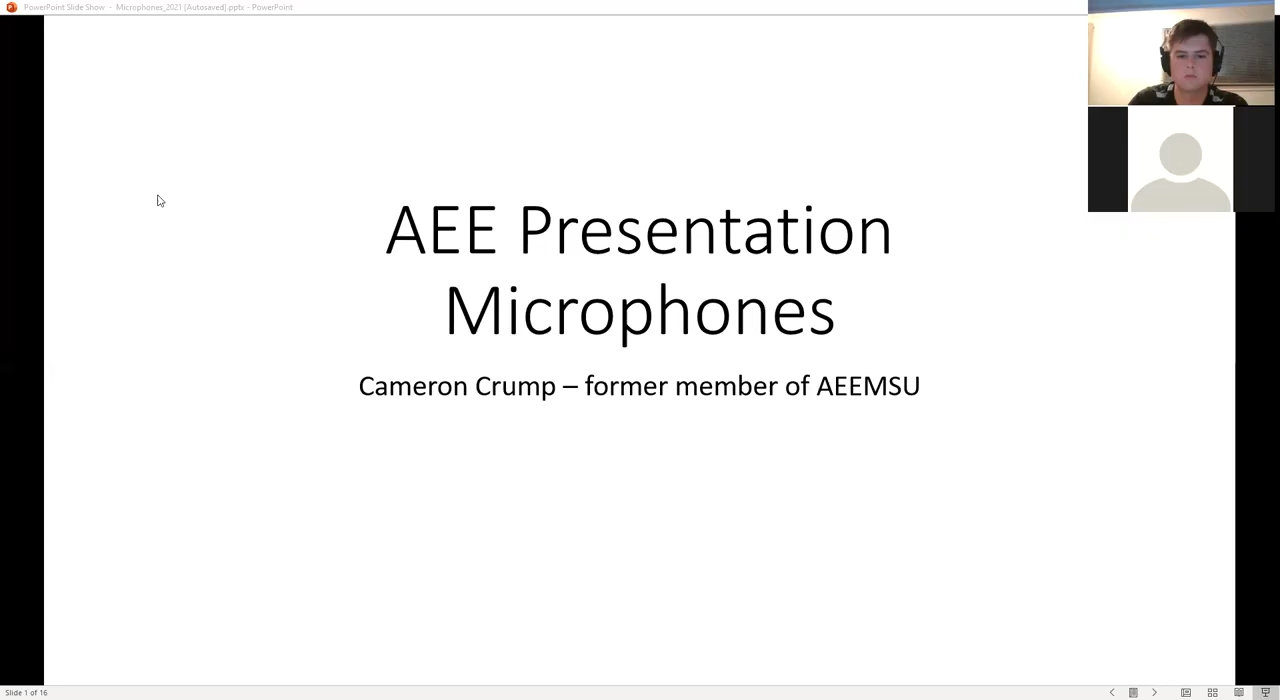 PowerPoint Slide Show - Microphones_2021 [Autosaved].pptx - PowerPoint
AEE Presentation
Microphones
Cameron Crump – former member of AEEMSU
Slide 1 of 16